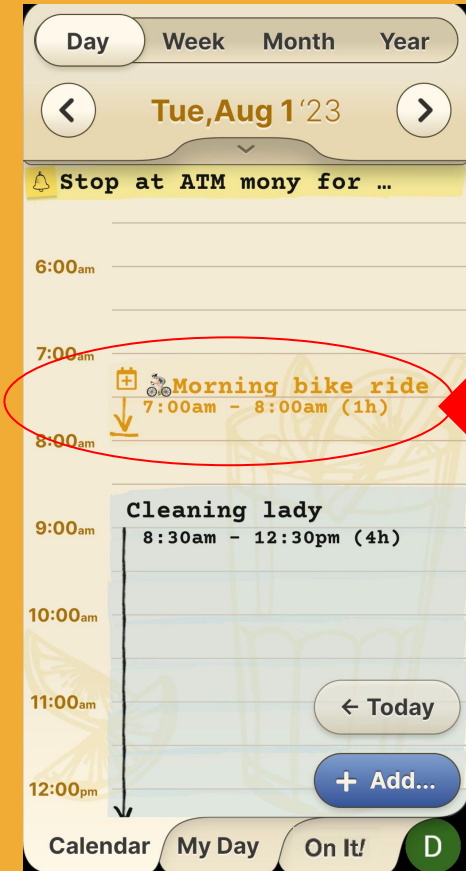 Day Week Month Year
Tue,Aug 1 '23
Stop at ATM mony for …
6:00am
7:00am
Morning bike ride
7:00am - 8:00am (1h)
8:00am
Cleaning lady
9:00am
8:30am - 12:30pm (4h)
10:00am
11:00am
← Today
12:00pm
+ Add...
Calendar My Day On It! D